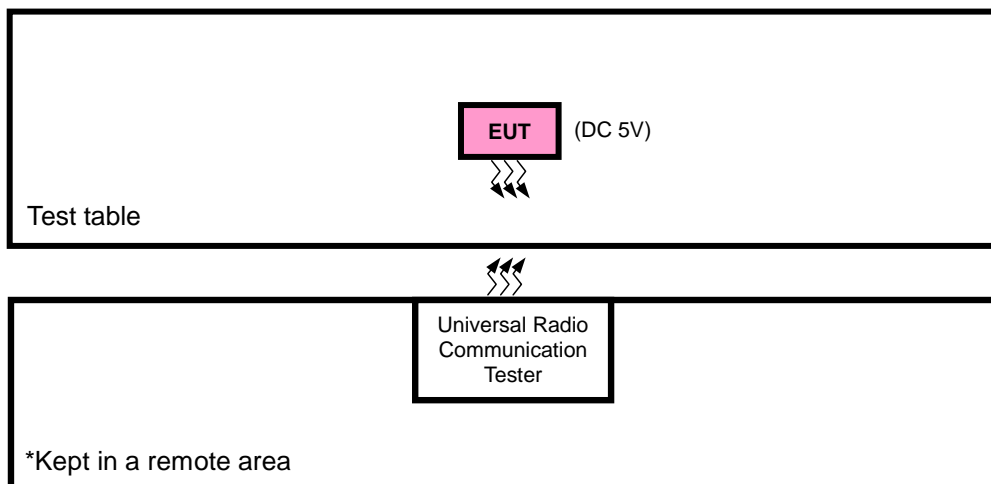 EUT
(DC 5V)
Test table
Universal Radio
Communication
Tester
*Kept in a remote area